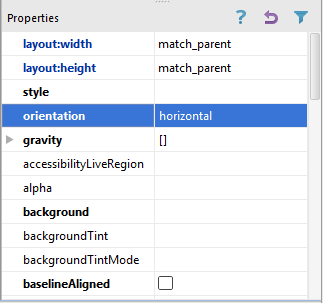 Properties ?
layout:width match_parent
layout:height match_parent
style
orientation horizontal
gravity []
accessibilityLiveRegion
alpha
background
backgroundTint
backgroundTintMode
baselineAligned